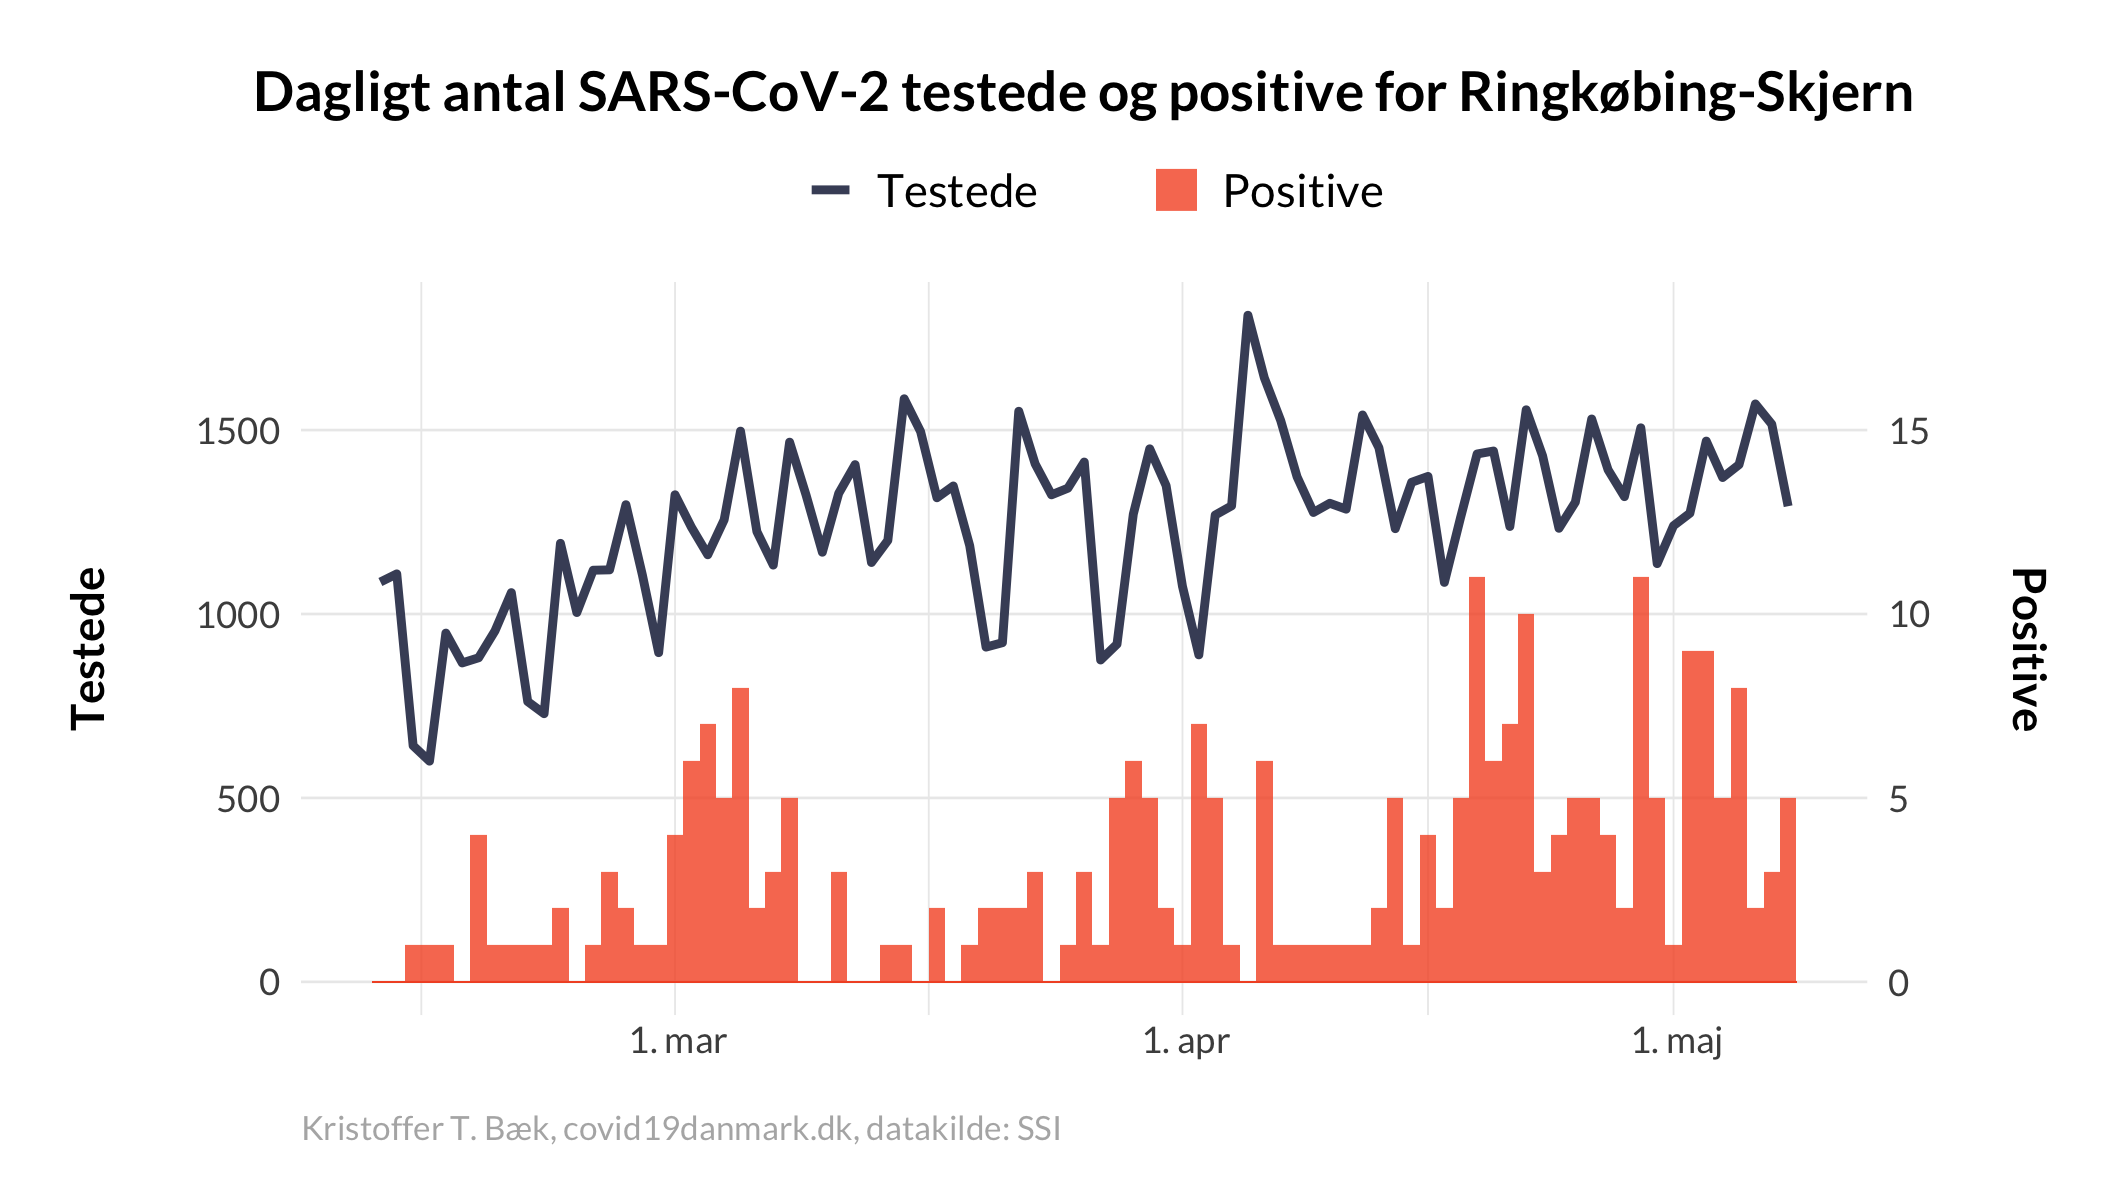 Dagligt antal SARS-CoV-2 testede og positive for Ringkøbing-Skjern
Testede Positive
Testede
Positive
1500 15
1000 10
500 5
0 0
1. mar 1. apr 1. maj
Kristoffer T. Bæk, covid19danmark.dk, datakilde: SSI